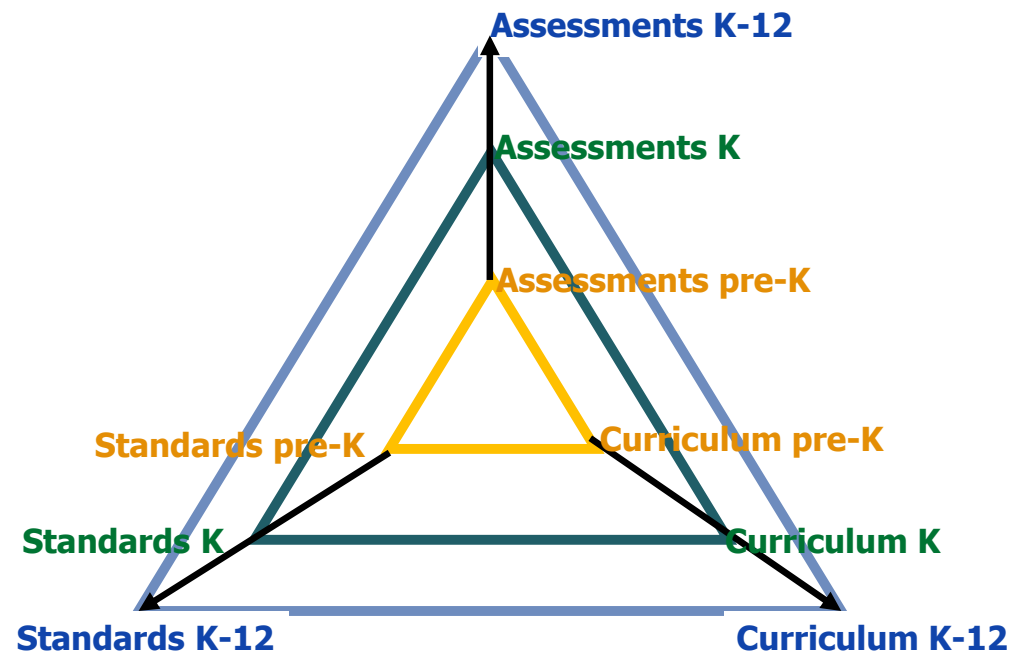 Assessments K-12
Assessments K
Assessments pre-K
Standards pre-K
Curriculum pre-K
Standards K
Curriculum K
Standards K-12
Curriculum K-12